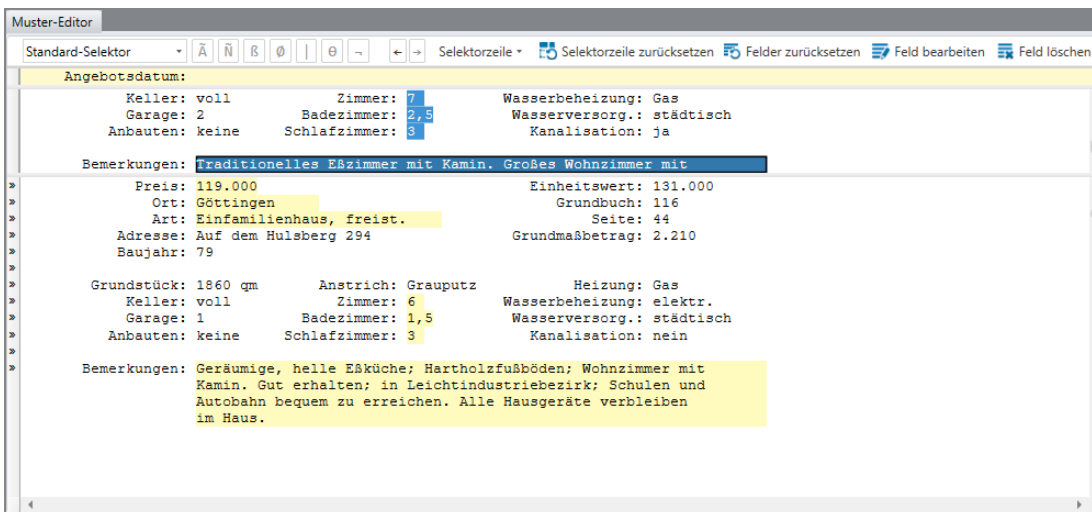 Muster-Editor
Standard-Selektor Ã Ñ ß Ø | Θ ¬ ← → Selektorzeile Selektorzeile zurücksetzen Felder zurücksetzen Feld bearbeiten Feld löschen
Angebotsdatum:
Keller: voll Zimmer: 7 Wasserbeheizung: Gas
Garage: 2 Badezimmer: 2,5 Wasserversorg.: städtisch
Anbauten: keine Schlafzimmer: 3 Kanalisation: ja
Bemerkungen: Traditionelles Eßzimmer mit Kamin. Großes Wohnzimmer mit
» Preis: 119.000 Einheitswert: 131.000
» Ort: Göttingen Grundbuch: 116
» Art: Einfamilienhaus, freist. Seite: 44
» Adresse: Auf dem Hulsberg 294 Grundmaßbetrag: 2.210
» Baujahr: 79
»
» Grundstück: 1860 qm Anstrich: Grauputz Heizung: Gas
» Keller: voll Zimmer: 6 Wasserbeheizung: elektr.
» Garage: 1 Badezimmer: 1,5 Wasserversorg.: städtisch
» Anbauten: keine Schlafzimmer: 3 Kanalisation: nein
»
» Bemerkungen: Geräumige, helle Eßküche; Hartholzfußböden; Wohnzimmer mit
Kamin. Gut erhalten; in Leichtindustriebezirk; Schulen und
Autobahn bequem zu erreichen. Alle Hausgeräte verbleiben
im Haus.